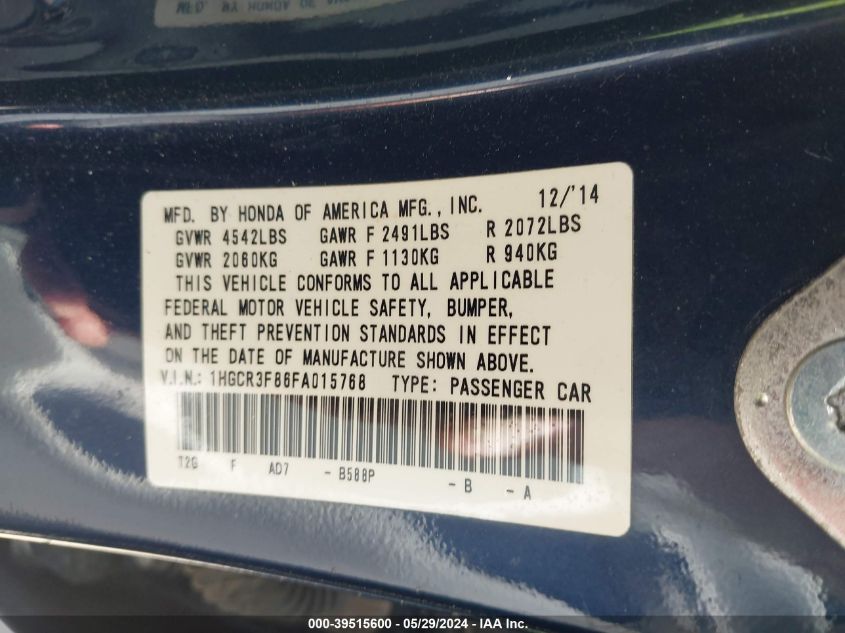 MFD. BY HONDA OF AMERICA MFG., INC. 12/'14
GVWR 4542LBS GAWR F 2491LBS R 2072LBS
GVWR 2060KG GAWR F 1130KG R 940KG
THIS VEHICLE CONFORMS TO ALL APPLICABLE
FEDERAL MOTOR VEHICLE SAFETY, BUMPER,
AND THEFT PREVENTION STANDARDS IN EFFECT
ON THE DATE OF MANUFACTURE SHOWN ABOVE.
V.I.N.: 1HGCR3F86FA015768 TYPE: PASSENGER CAR
T2G F AD7 - B588P - B - A
000-39515600 - 05/29/2024 - IAA Inc.